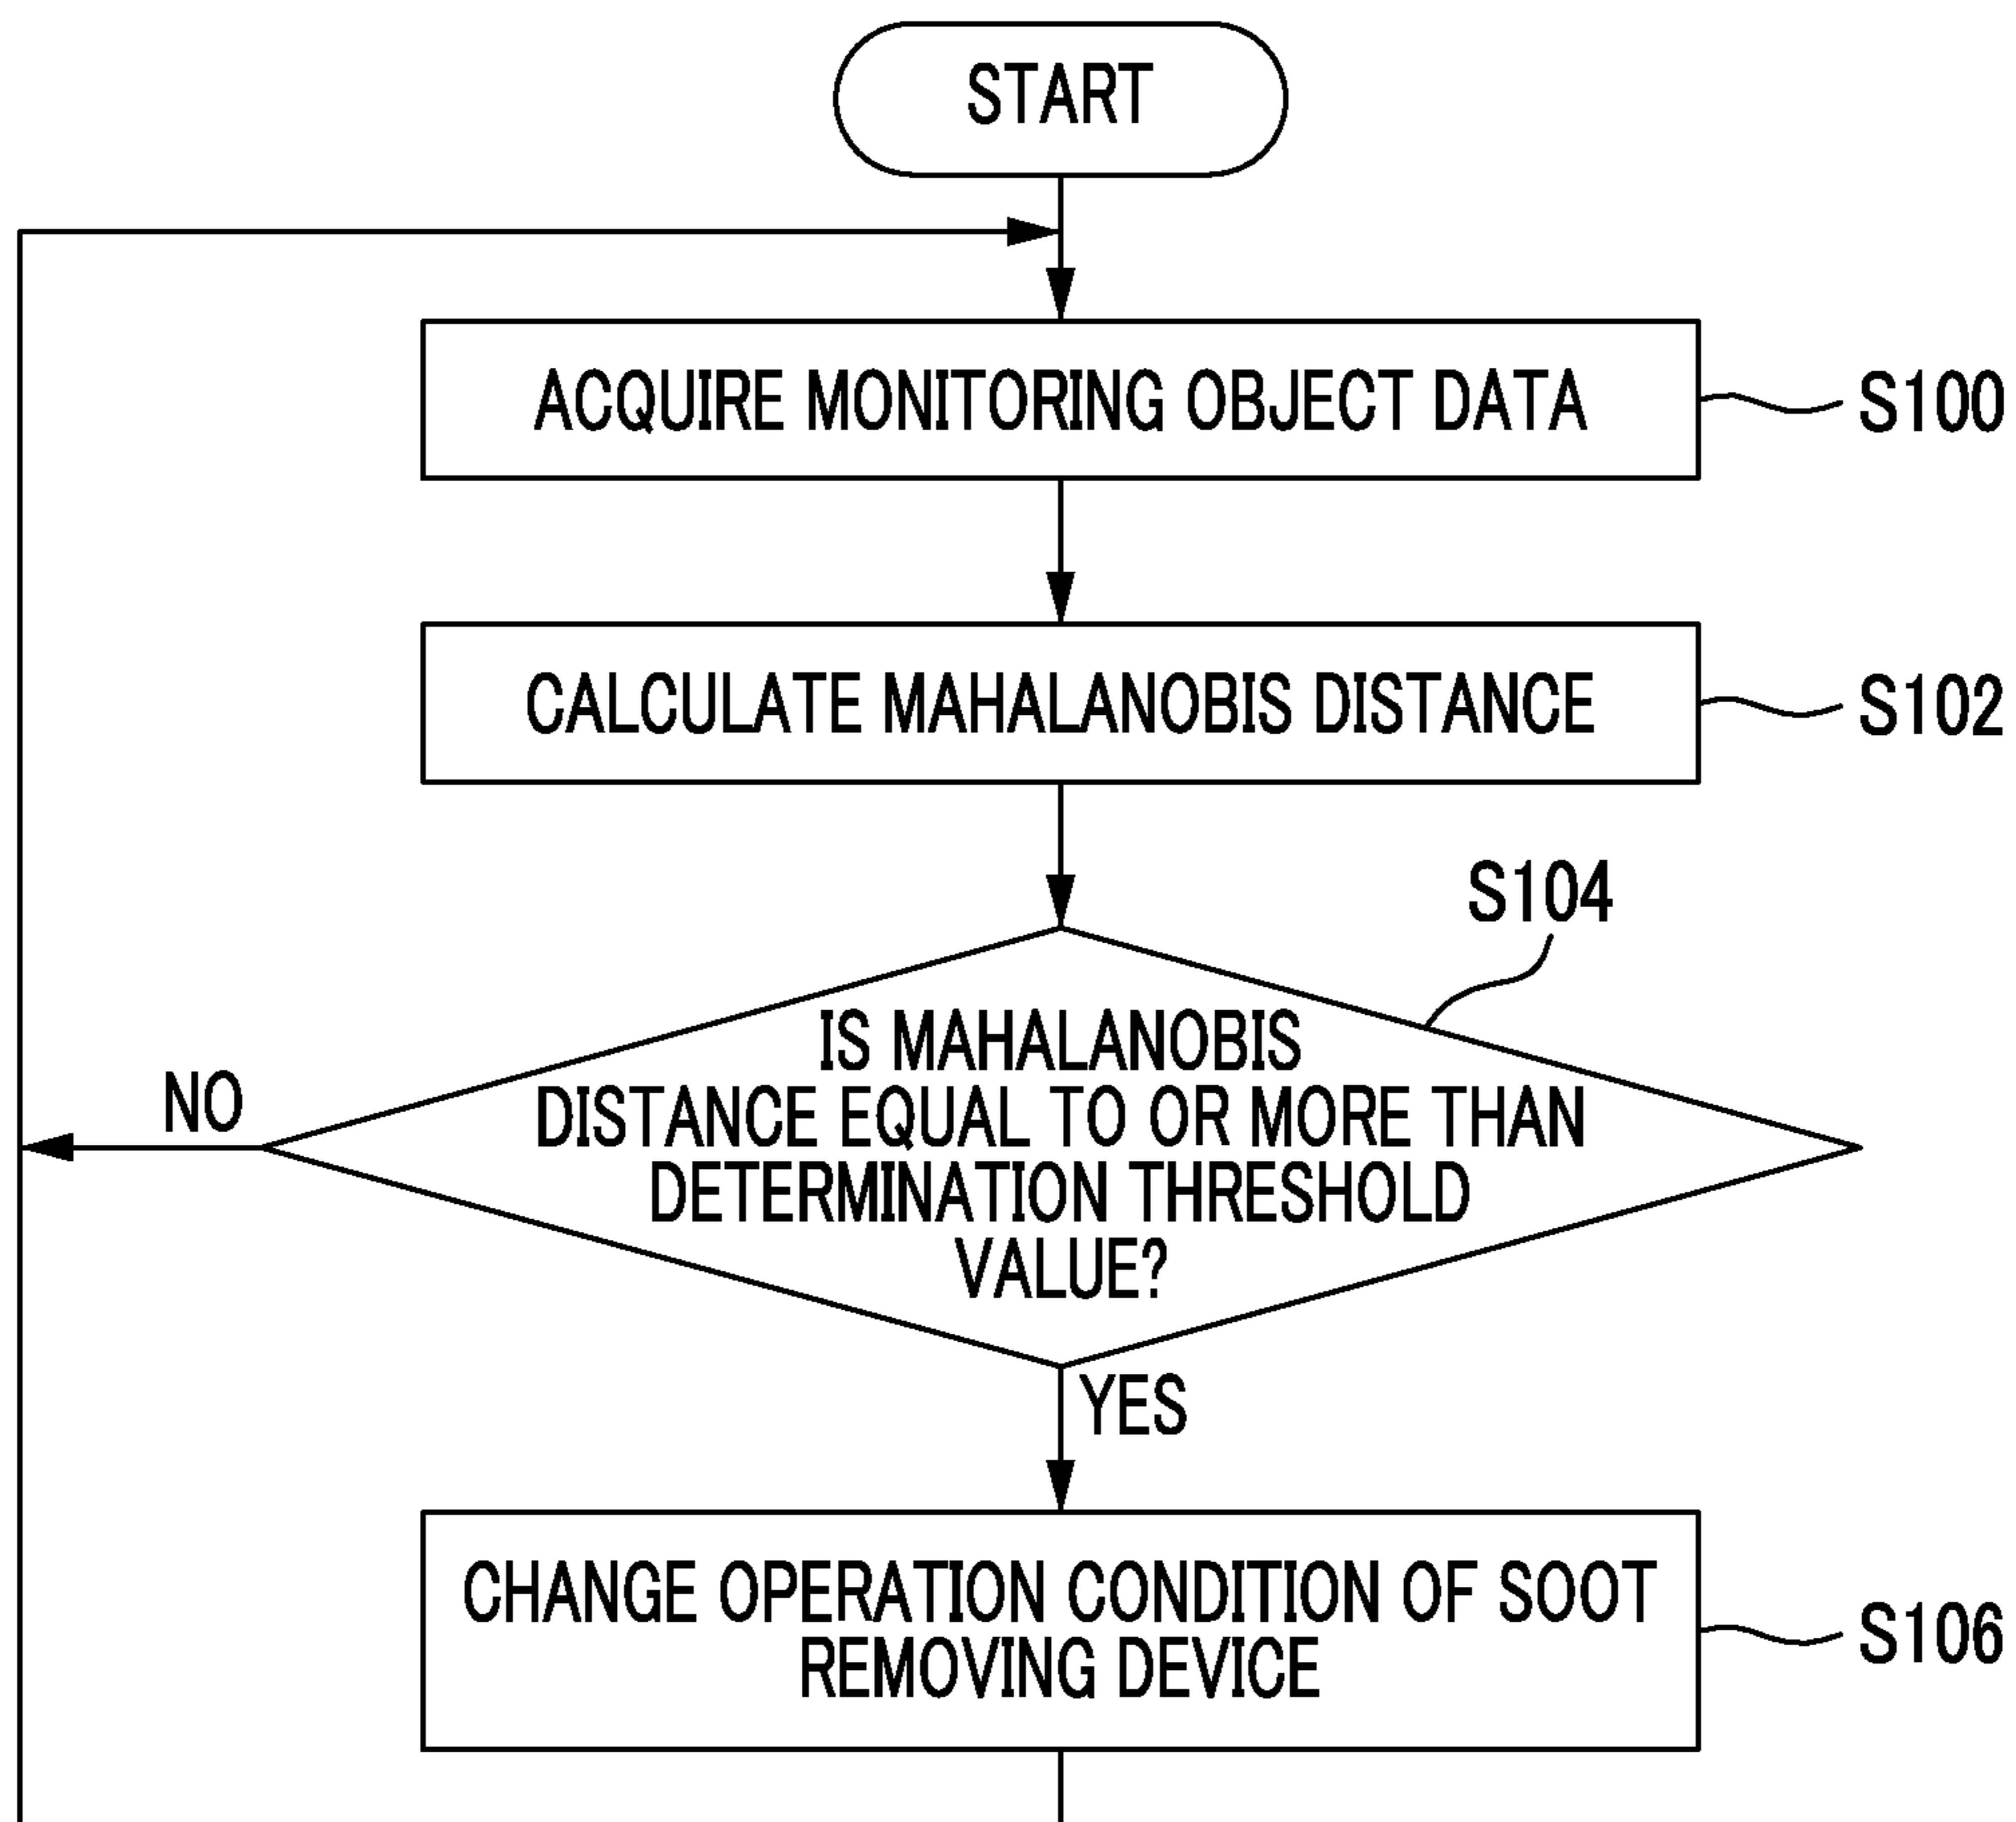 START
ACQUIRE MONITORING OBJECT DATA
S100
CALCULATE MAHALANOBIS DISTANCE
S102
S104
IS MAHALANOBIS
DISTANCE EQUAL TO OR MORE THAN
DETERMINATION THRESHOLD
VALUE?
NO
YES
CHANGE OPERATION CONDITION OF SOOT
REMOVING DEVICE
S106